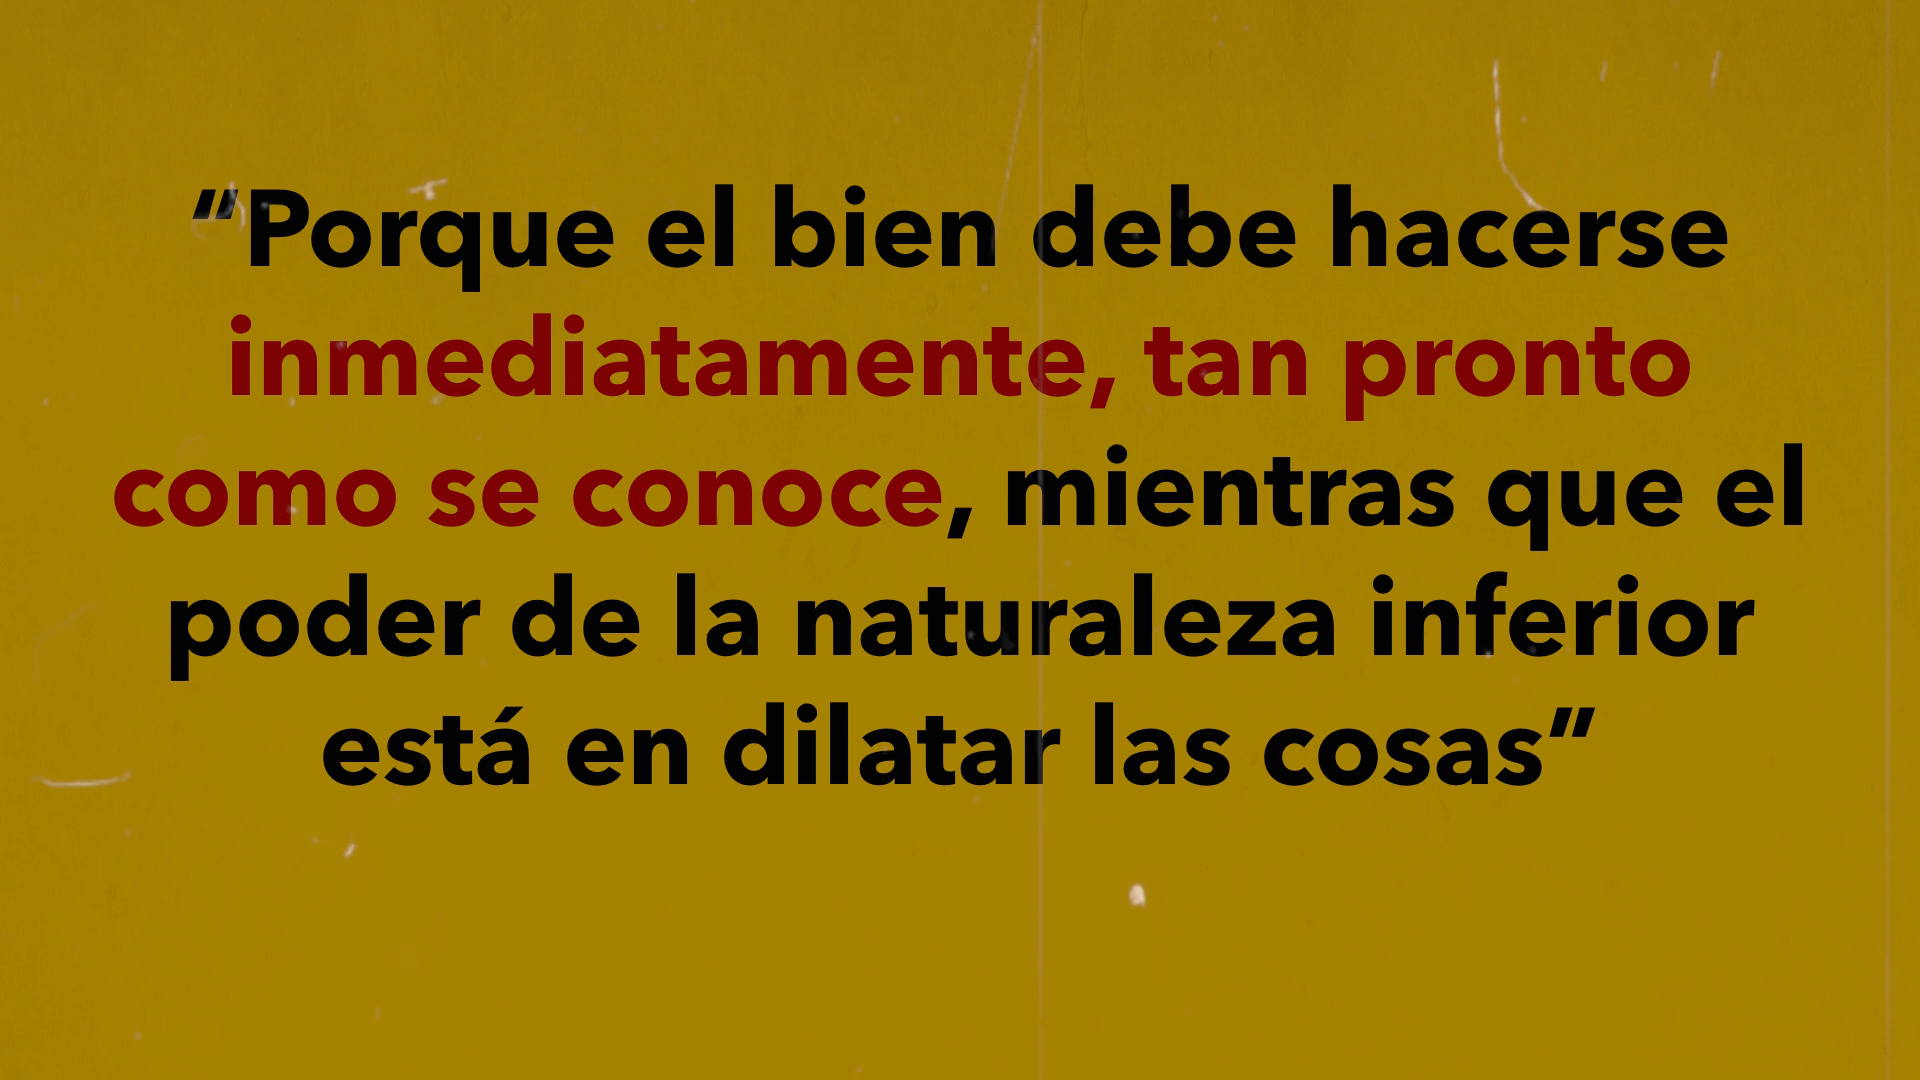 “Porque el bien debe hacerse
inmediatamente, tan pronto
como se conoce, mientras que el
poder de la naturaleza inferior
está en dilatar las cosas”